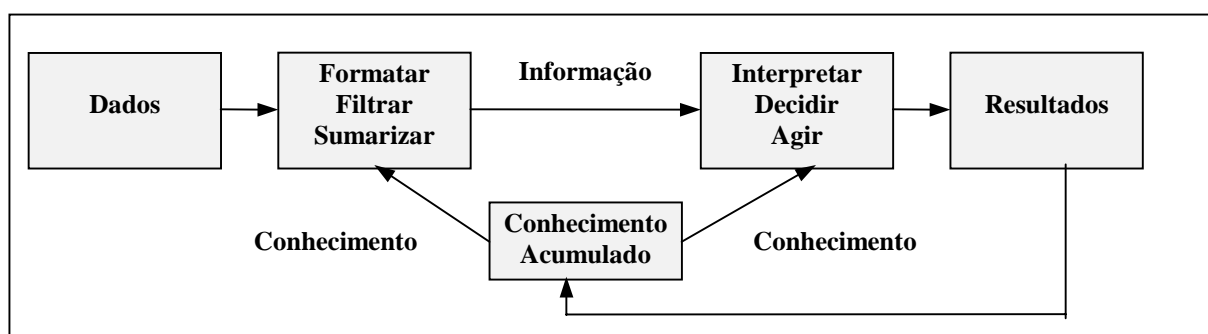 Dados
Formatar
Filtrar
Sumarizar
Informação
Interpretar
Decidir
Agir
Resultados
Conhecimento
Conhecimento
Acumulado
Conhecimento